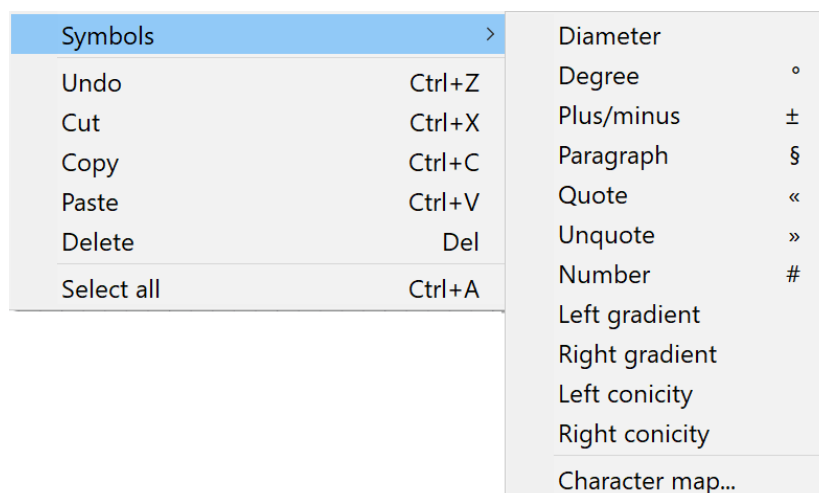 Symbols >
Undo Ctrl+Z
Cut Ctrl+X
Copy Ctrl+C
Paste Ctrl+V
Delete Del
Select all Ctrl+A
Diameter
Degree °
Plus/minus ±
Paragraph §
Quote «
Unquote »
Number #
Left gradient
Right gradient
Left conicity
Right conicity
Character map...